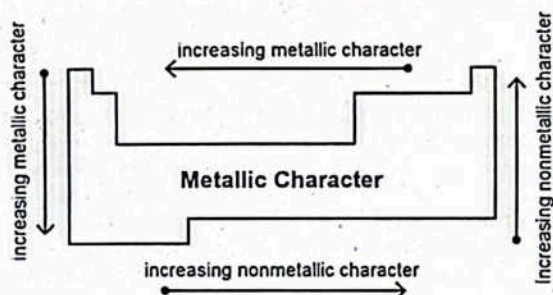 increasing metallic character
increasing metallic character
Metallic Character
Increasing nonmetallic character
increasing nonmetallic character